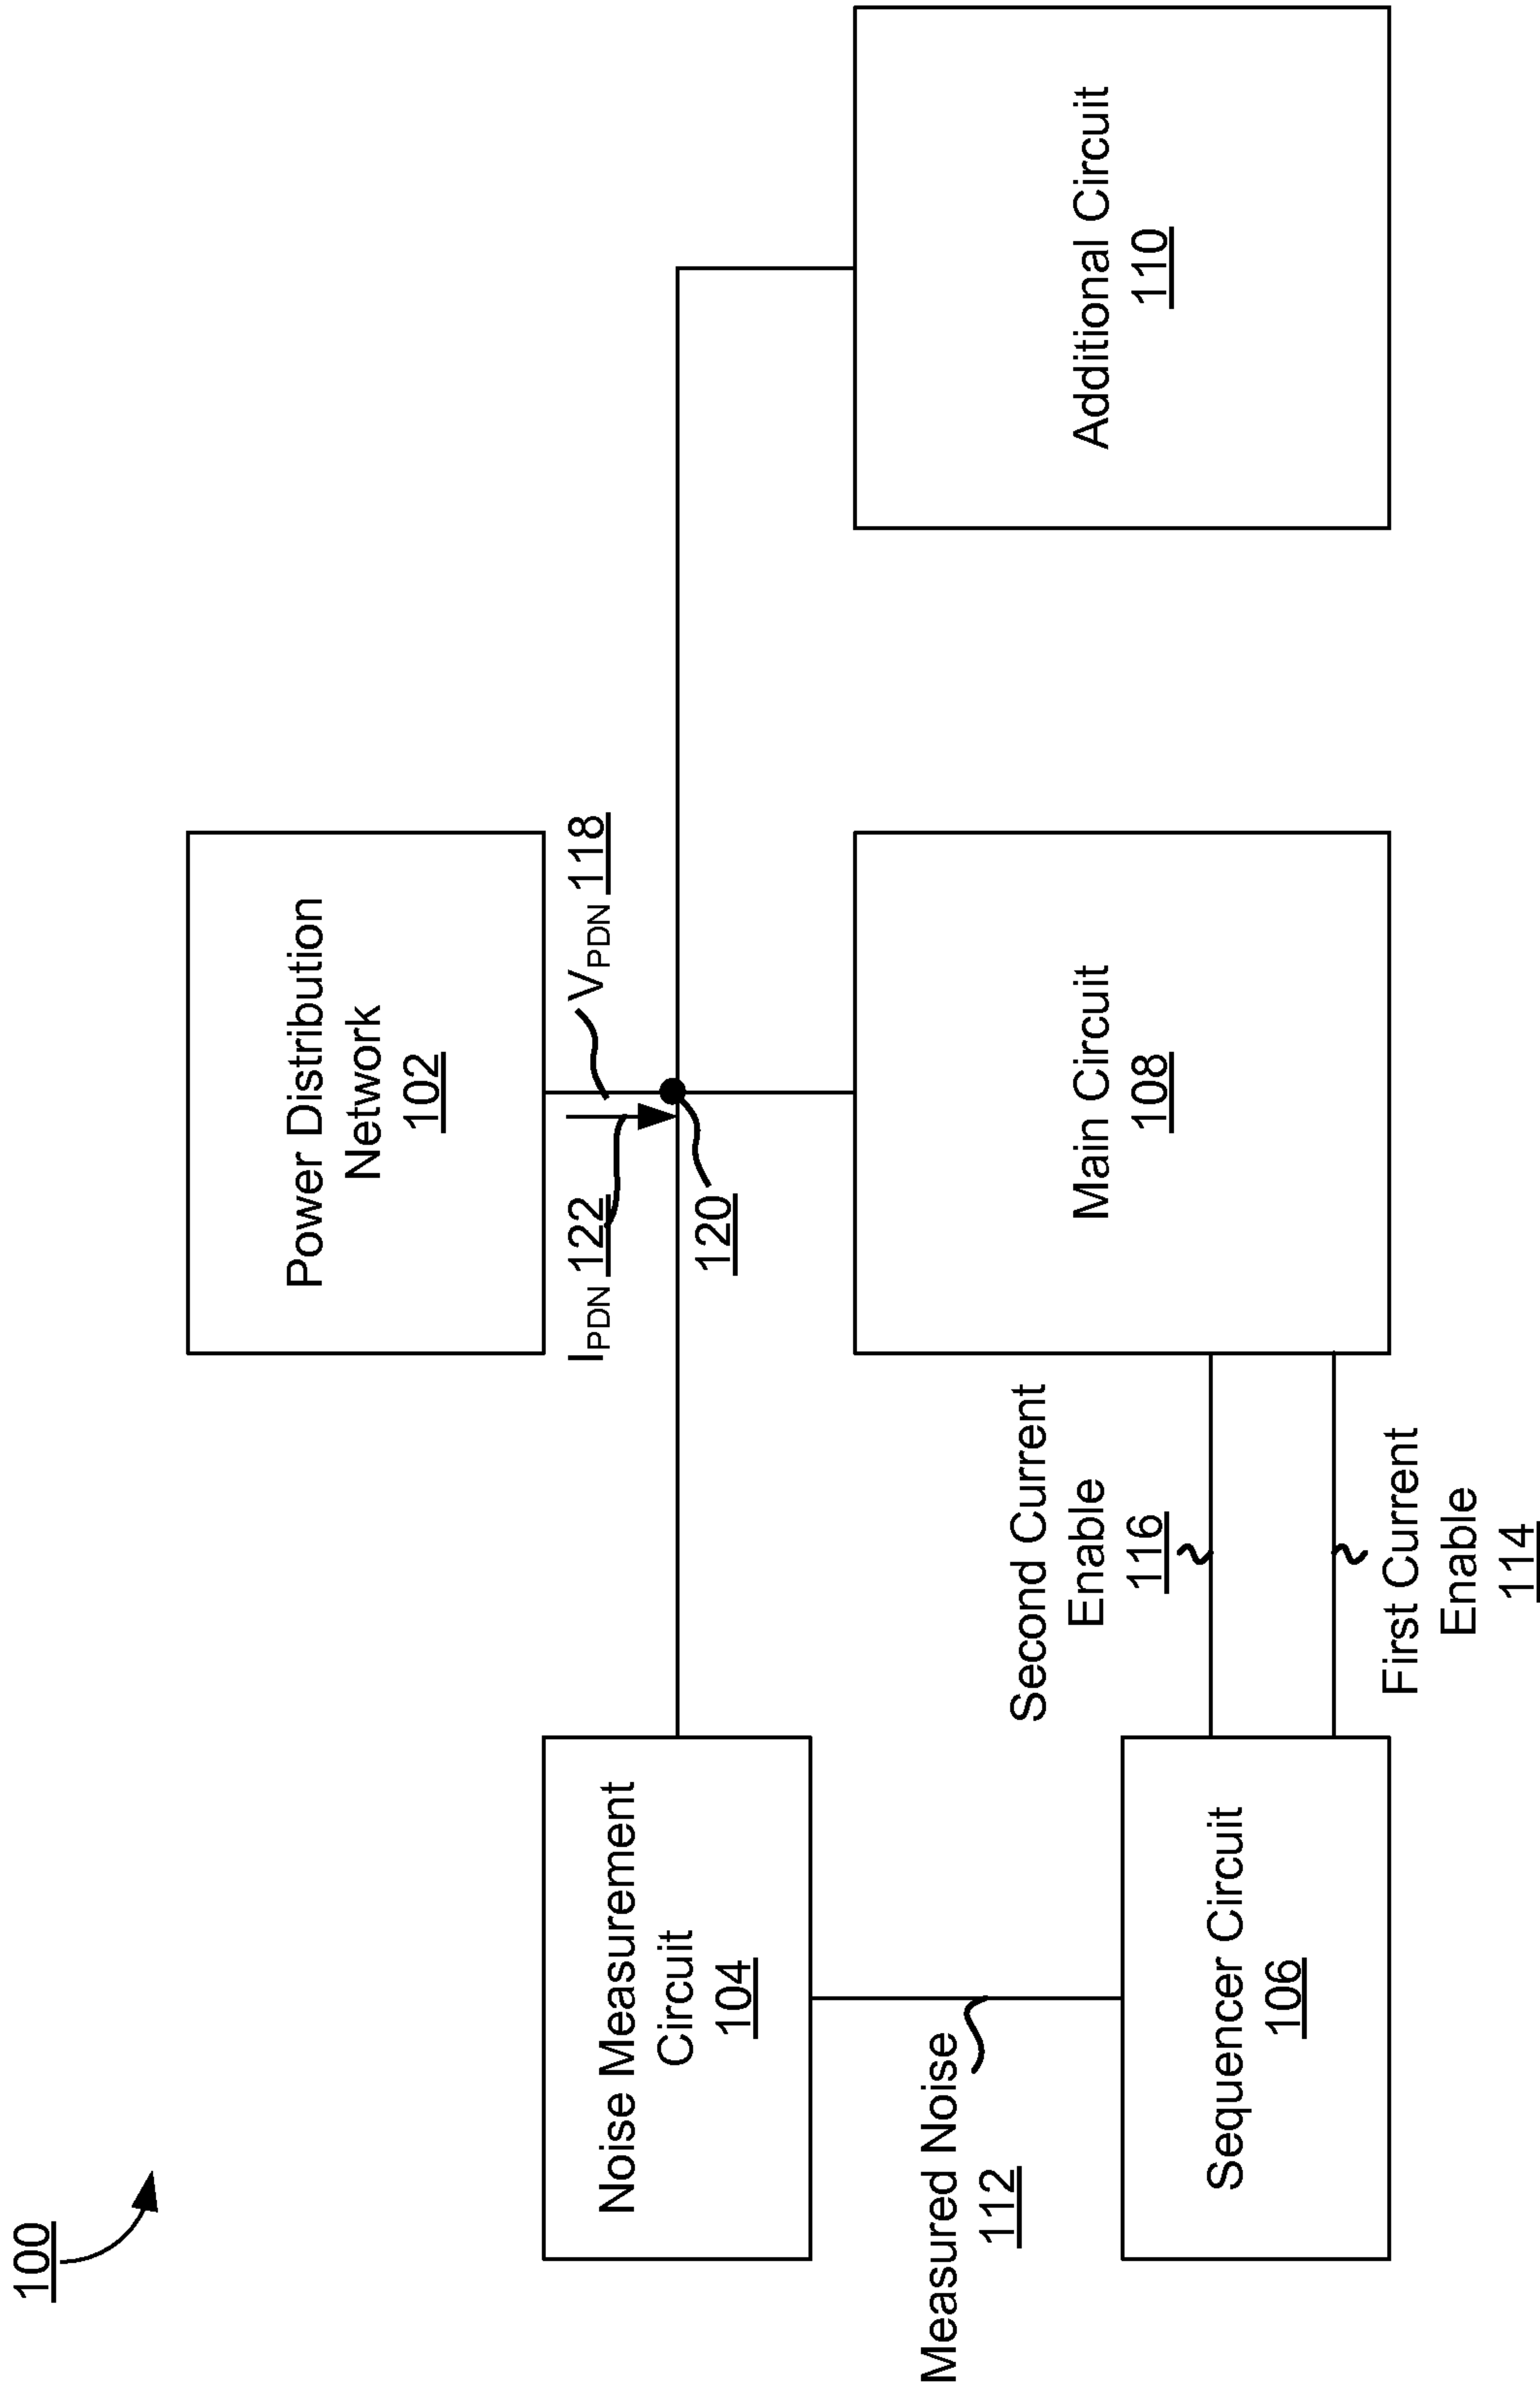 100
Power Distribution
Network
102
I_PDN 122
V_PDN 118
120
Noise Measurement
Circuit
104
Measured Noise
112
Sequencer Circuit
106
Second Current
Enable
116
First Current
Enable
114
Main Circuit
108
Additional Circuit
110